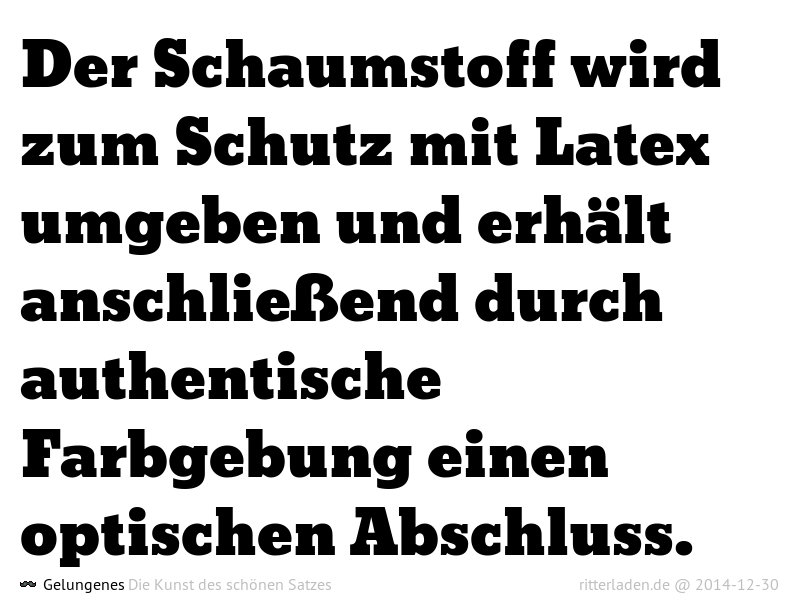 Der Schaumstoff wird
zum Schutz mit Latex
umgeben und erhält
anschließend durch
authentische
Farbgebung einen
optischen Abschluss.
Gelungenes Die Kunst des schönen Satzes
ritterladen.de @ 2014-12-30